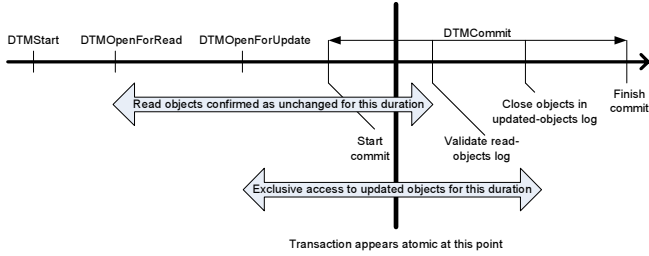 DTMStart
DTMOpenForRead
DTMOpenForUpdate
DTMCommit
Read objects confirmed as unchanged for this duration
Start
commit
Validate read-
objects log
Close objects in
updated-objects log
Finish
commit
Exclusive access to updated objects for this duration
Transaction appears atomic at this point